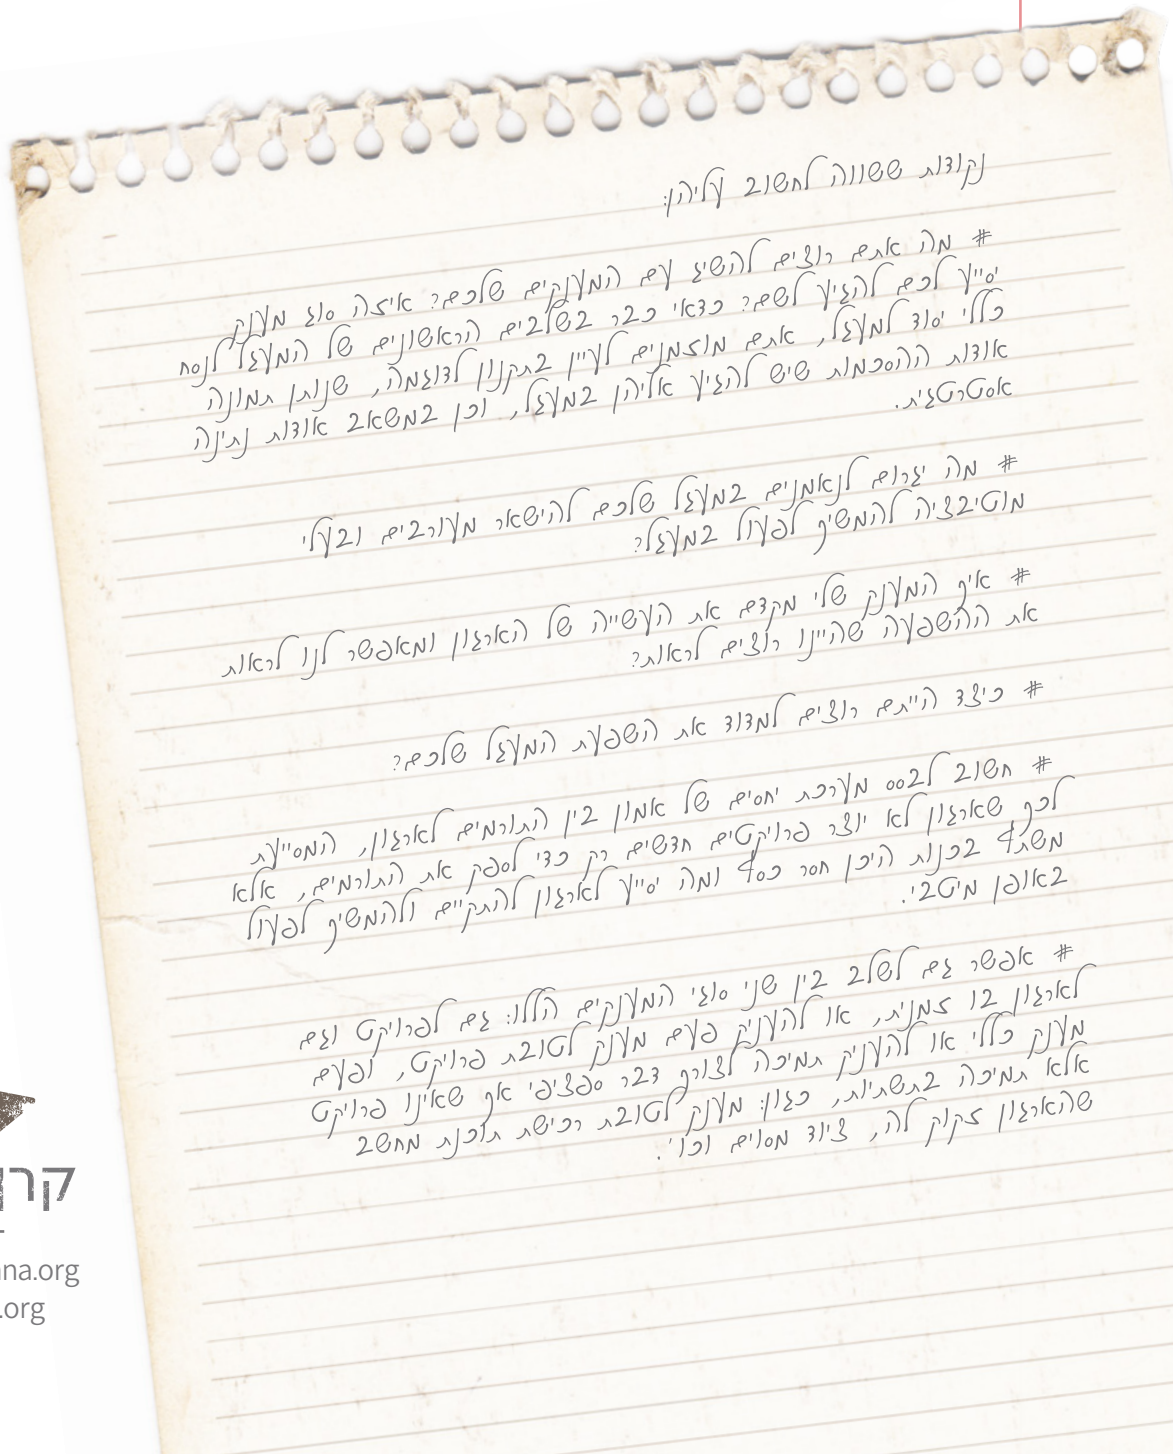 נקודות ששווה לחשוב עליהן:
# מה אתם רוצים להשיג עם המענקים שלכם? איזה סוג מענק
יסייע לכם להגיע לשם? כדאי כבר בשלבים הראשונים של המעגל לנסח
כללי יסוד למעגל, אתם מוזמנים לעיין בתקנון לדוגמה, שנותן תמונה
אודות ההסכמות שיש להגיע אליהן במעגל, וכן במשאב אודות נתינה
אסטרטגית.
# מה יגרום לנאמנים במעגל שלכם להישאר מעורבים ובעלי
מוטיבציה להמשיך לפעול במעגל?
# איך המענק שלי מקדם את העשייה של הארגון ומאפשר לנו לראות
את ההשפעה שהיינו רוצים לראות?
# כיצד הייתם רוצים למדוד את השפעת המעגל שלכם?
# חשוב לבסס מערכת יחסים של אמון בין התורמים לארגון, המסייעת
לכך שארגון לא יוצר פרויקטים חדשים רק כדי לספק את התורמים, אלא
משתף בכנות היכן חסר כסף ומה יסייע לארגון להתקיים ולהמשיך לפעול
באופן מיטבי.
# אפשר גם לשלב בין שני סוגי המענקים הללו: גם לפרויקט וגם
לארגון בו זמנית, או להעניק פעם מענק לטובת פרויקט, ופעם
מענק כללי או להעניק תמיכה לצורך דבר ספציפי אך שאינו פרויקט
אלא תמיכה בתשתיות, כגון: מענק לטובת רכישת תוכנת מחשב
שהארגון זקוק לה, ציוד מסוים וכו'.
קר
na.org
.org